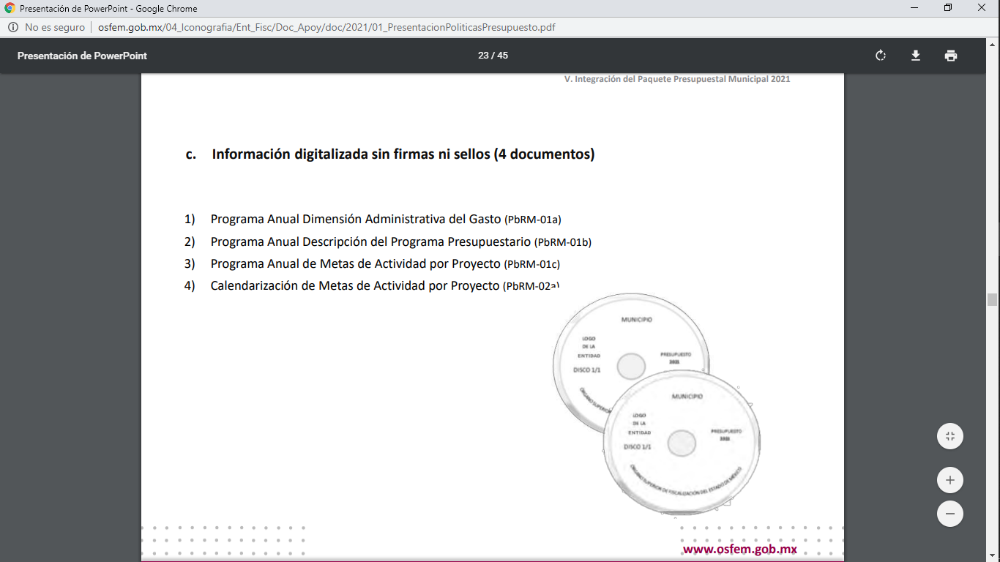 Presentación de PowerPoint - Google Chrome
No es seguro | osfem.gob.mx/04_Iconografia/Ent_Fisc/Doc_Apoy/doc/2021/01_PresentacionPoliticasPresupuesto.pdf
Presentación de PowerPoint 23 / 45
V. Integración del Paquete Presupuestal Municipal 2021
c. Información digitalizada sin firmas ni sellos (4 documentos)
1) Programa Anual Dimensión Administrativa del Gasto (PbRM-01a)
2) Programa Anual Descripción del Programa Presupuestario (PbRM-01b)
3) Programa Anual de Metas de Actividad por Proyecto (PbRM-01c)
4) Calendarización de Metas de Actividad por Proyecto (PbRM-02a)
MUNICIPIO
LOGO
DE LA
ENTIDAD
PRESUPUESTO
2021
DISCO 1/1
ÓRGANO SUPERIOR
MUNICIPIO
LOGO
DE LA
ENTIDAD
PRESUPUESTO
2021
DISCO 1/1
ÓRGANO SUPERIOR DE FISCALIZACIÓN DEL ESTADO DE MÉXICO
www.osfem.gob.mx